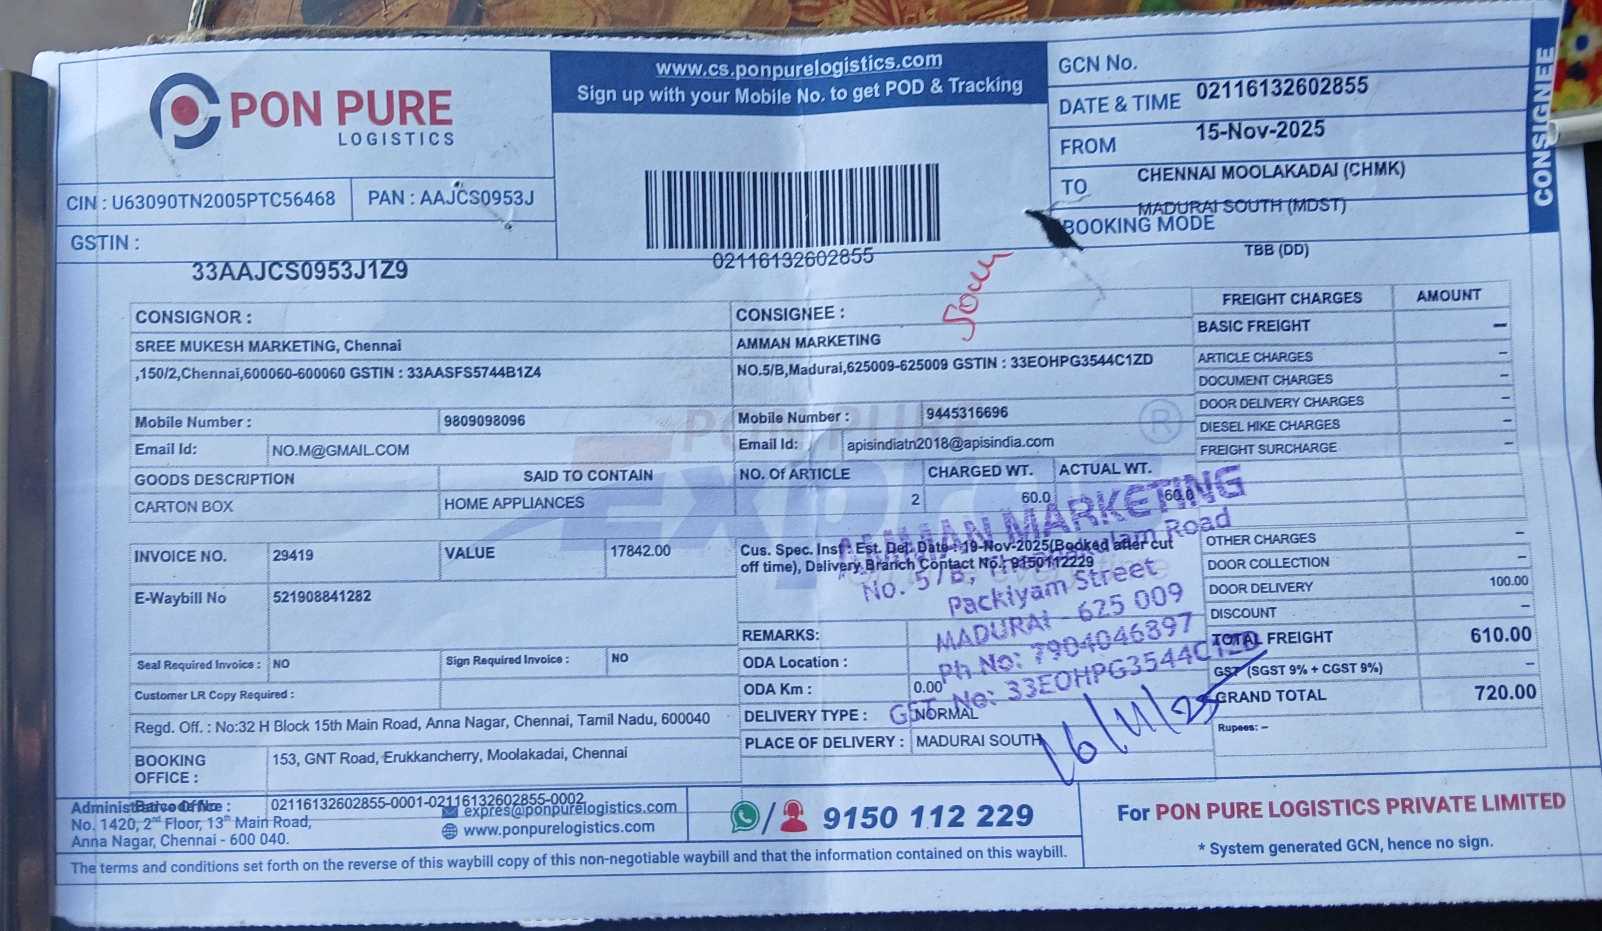 PON PURE
LOGISTICS
www.cs.ponpurelogistics.com
Sign up with your Mobile No. to get POD & Tracking
GCN No.
02116132602855
DATE & TIME
15-Nov-2025
FROM
CHENNAI MOOLAKADAI (CHMK)
TO
MADURAI SOUTH (MDST)
BOOKING MODE
TBB (DD)
CONSIGNEE
CIN : U63090TN2005PTC56468
PAN : AAJCS0953J
GSTIN :
33AAJCS0953J1Z9
02116132602855
CONSIGNOR :
SREE MUKESH MARKETING, Chennai
,150/2,Chennai,600060-600060 GSTIN : 33AASFS5744B1Z4
Mobile Number : 9809098096
Email Id: NO.M@GMAIL.COM
CONSIGNEE :
AMMAN MARKETING
NO.5/B,Madurai,625009-625009 GSTIN : 33EOHPG3544C1ZD
Mobile Number : 9445316696
Email Id: apisindiatn2018@apisindia.com
GOODS DESCRIPTION SAID TO CONTAIN NO. Of ARTICLE CHARGED WT. ACTUAL WT.
CARTON BOX HOME APPLIANCES 2 60.0 60.0
INVOICE NO. 29419 VALUE 17842.00
E-Waybill No 521908841282
Seal Required Invoice : NO Sign Required Invoice : NO
Customer LR Copy Required :
Regd. Off. : No:32 H Block 15th Main Road, Anna Nagar, Chennai, Tamil Nadu, 600040
BOOKING OFFICE : 153, GNT Road, Erukkancherry, Moolakadai, Chennai
02116132602855-0001-02116132602855-0002
Cus. Spec. Inst : Est. Del. Date : 19-Nov-2025(Booked after cut
off time), Delivery Branch Contact No.: 9150112229
REMARKS:
ODA Location :
ODA Km : 0.00
DELIVERY TYPE : NORMAL
PLACE OF DELIVERY : MADURAI SOUTH
AMMAN MARKETING
No. 5/B,
Packiyam Street
MADURAI - 625 009
Ph No: 7904046397
GST No: 33EOHPG3544C1ZD
16/11/25
FREIGHT CHARGES AMOUNT
BASIC FREIGHT –
ARTICLE CHARGES –
DOCUMENT CHARGES –
DOOR DELIVERY CHARGES –
DIESEL HIKE CHARGES –
FREIGHT SURCHARGE –
OTHER CHARGES –
DOOR COLLECTION –
DOOR DELIVERY 100.00
DISCOUNT –
TOTAL FREIGHT 610.00
GST (SGST 9% + CGST 9%) –
GRAND TOTAL 720.00
Rupees: –
Administrative Office :
No. 1420, 2nd Floor, 13th Main Road,
Anna Nagar, Chennai - 600 040.
expres@ponpurelogistics.com
www.ponpurelogistics.com
9150 112 229
For PON PURE LOGISTICS PRIVATE LIMITED
* System generated GCN, hence no sign.
The terms and conditions set forth on the reverse of this waybill copy of this non-negotiable waybill and that the information contained on this waybill.